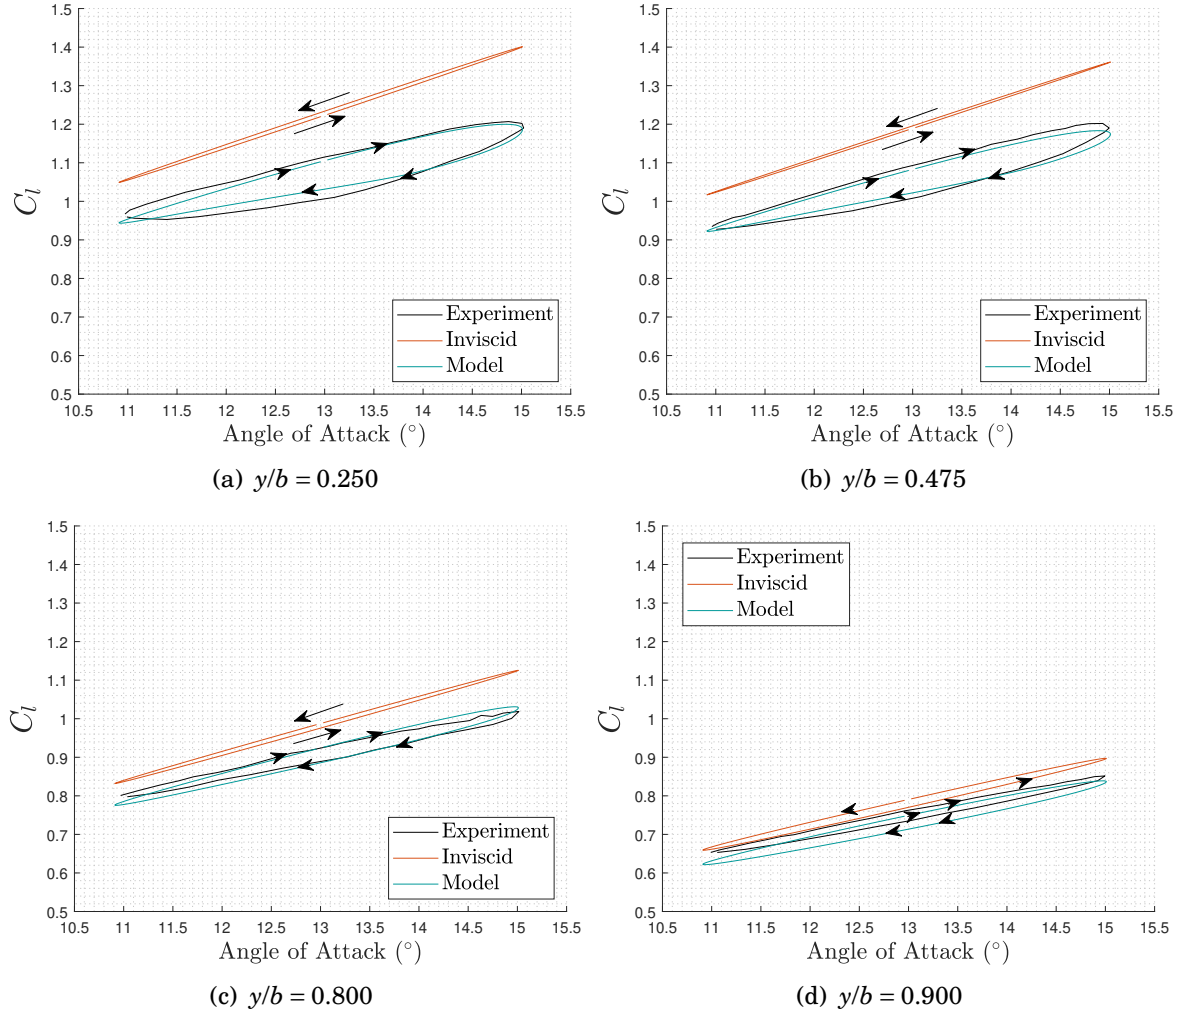 1.5
1.4
1.3
1.2
1.1
1
0.9
0.8
0.7
0.6
0.5
C_l
Experiment
Inviscid
Model
10.5 11 11.5 12 12.5 13 13.5 14 14.5 15 15.5
Angle of Attack (°)
(a) y/b = 0.250
1.5
1.4
1.3
1.2
1.1
1
0.9
0.8
0.7
0.6
0.5
C_l
Experiment
Inviscid
Model
10.5 11 11.5 12 12.5 13 13.5 14 14.5 15 15.5
Angle of Attack (°)
(b) y/b = 0.475
1.5
1.4
1.3
1.2
1.1
1
0.9
0.8
0.7
0.6
0.5
C_l
Experiment
Inviscid
Model
10.5 11 11.5 12 12.5 13 13.5 14 14.5 15 15.5
Angle of Attack (°)
(c) y/b = 0.800
1.5
1.4
1.3
1.2
1.1
1
0.9
0.8
0.7
0.6
0.5
C_l
Experiment
Inviscid
Model
10.5 11 11.5 12 12.5 13 13.5 14 14.5 15 15.5
Angle of Attack (°)
(d) y/b = 0.900